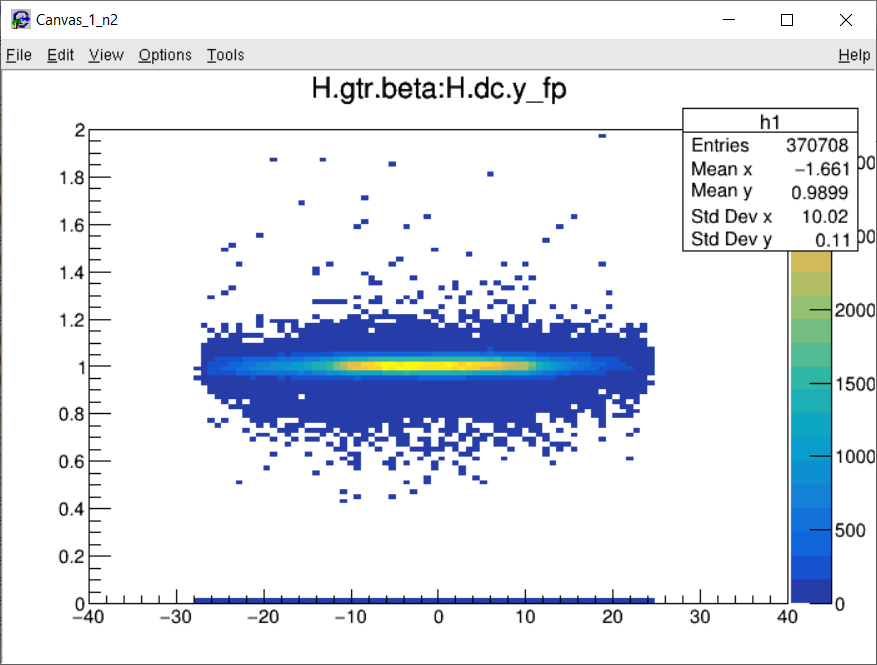 Canvas_1_n2
File Edit View Options Tools Help
H.gtr.beta:H.dc.y_fp
h1
Entries 370708
Mean x −1.661
Mean y 0.9899
Std Dev x 10.02
Std Dev y 0.11
2
1.8
1.6
1.4
1.2
1
0.8
0.6
0.4
0.2
0
−40 −30 −20 −10 0 10 20 30 40
2000
1500
1000
500
0